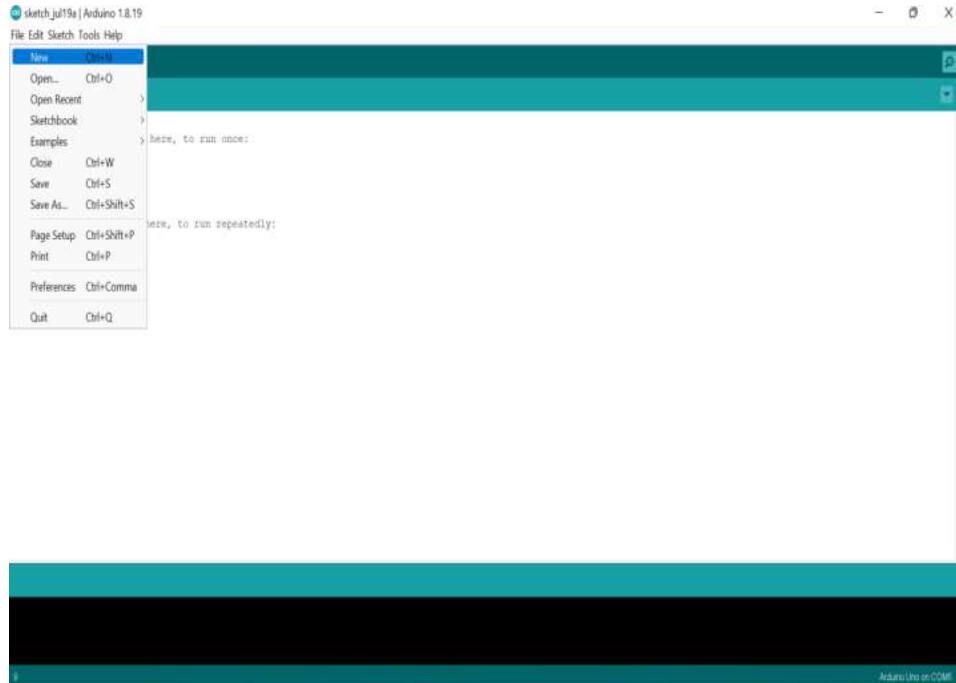 sketch_jul19a | Arduino 1.8.19
File Edit Sketch Tools Help
New Ctrl+N
Open... Ctrl+O
Open Recent
Sketchbook
Examples
here, to run once:
Close Ctrl+W
Save Ctrl+S
Save As... Ctrl+Shift+S
here, to run repeatedly:
Page Setup Ctrl+Shift+P
Print Ctrl+P
Preferences Ctrl+Comma
Quit Ctrl+Q
Arduino Uno on COM5